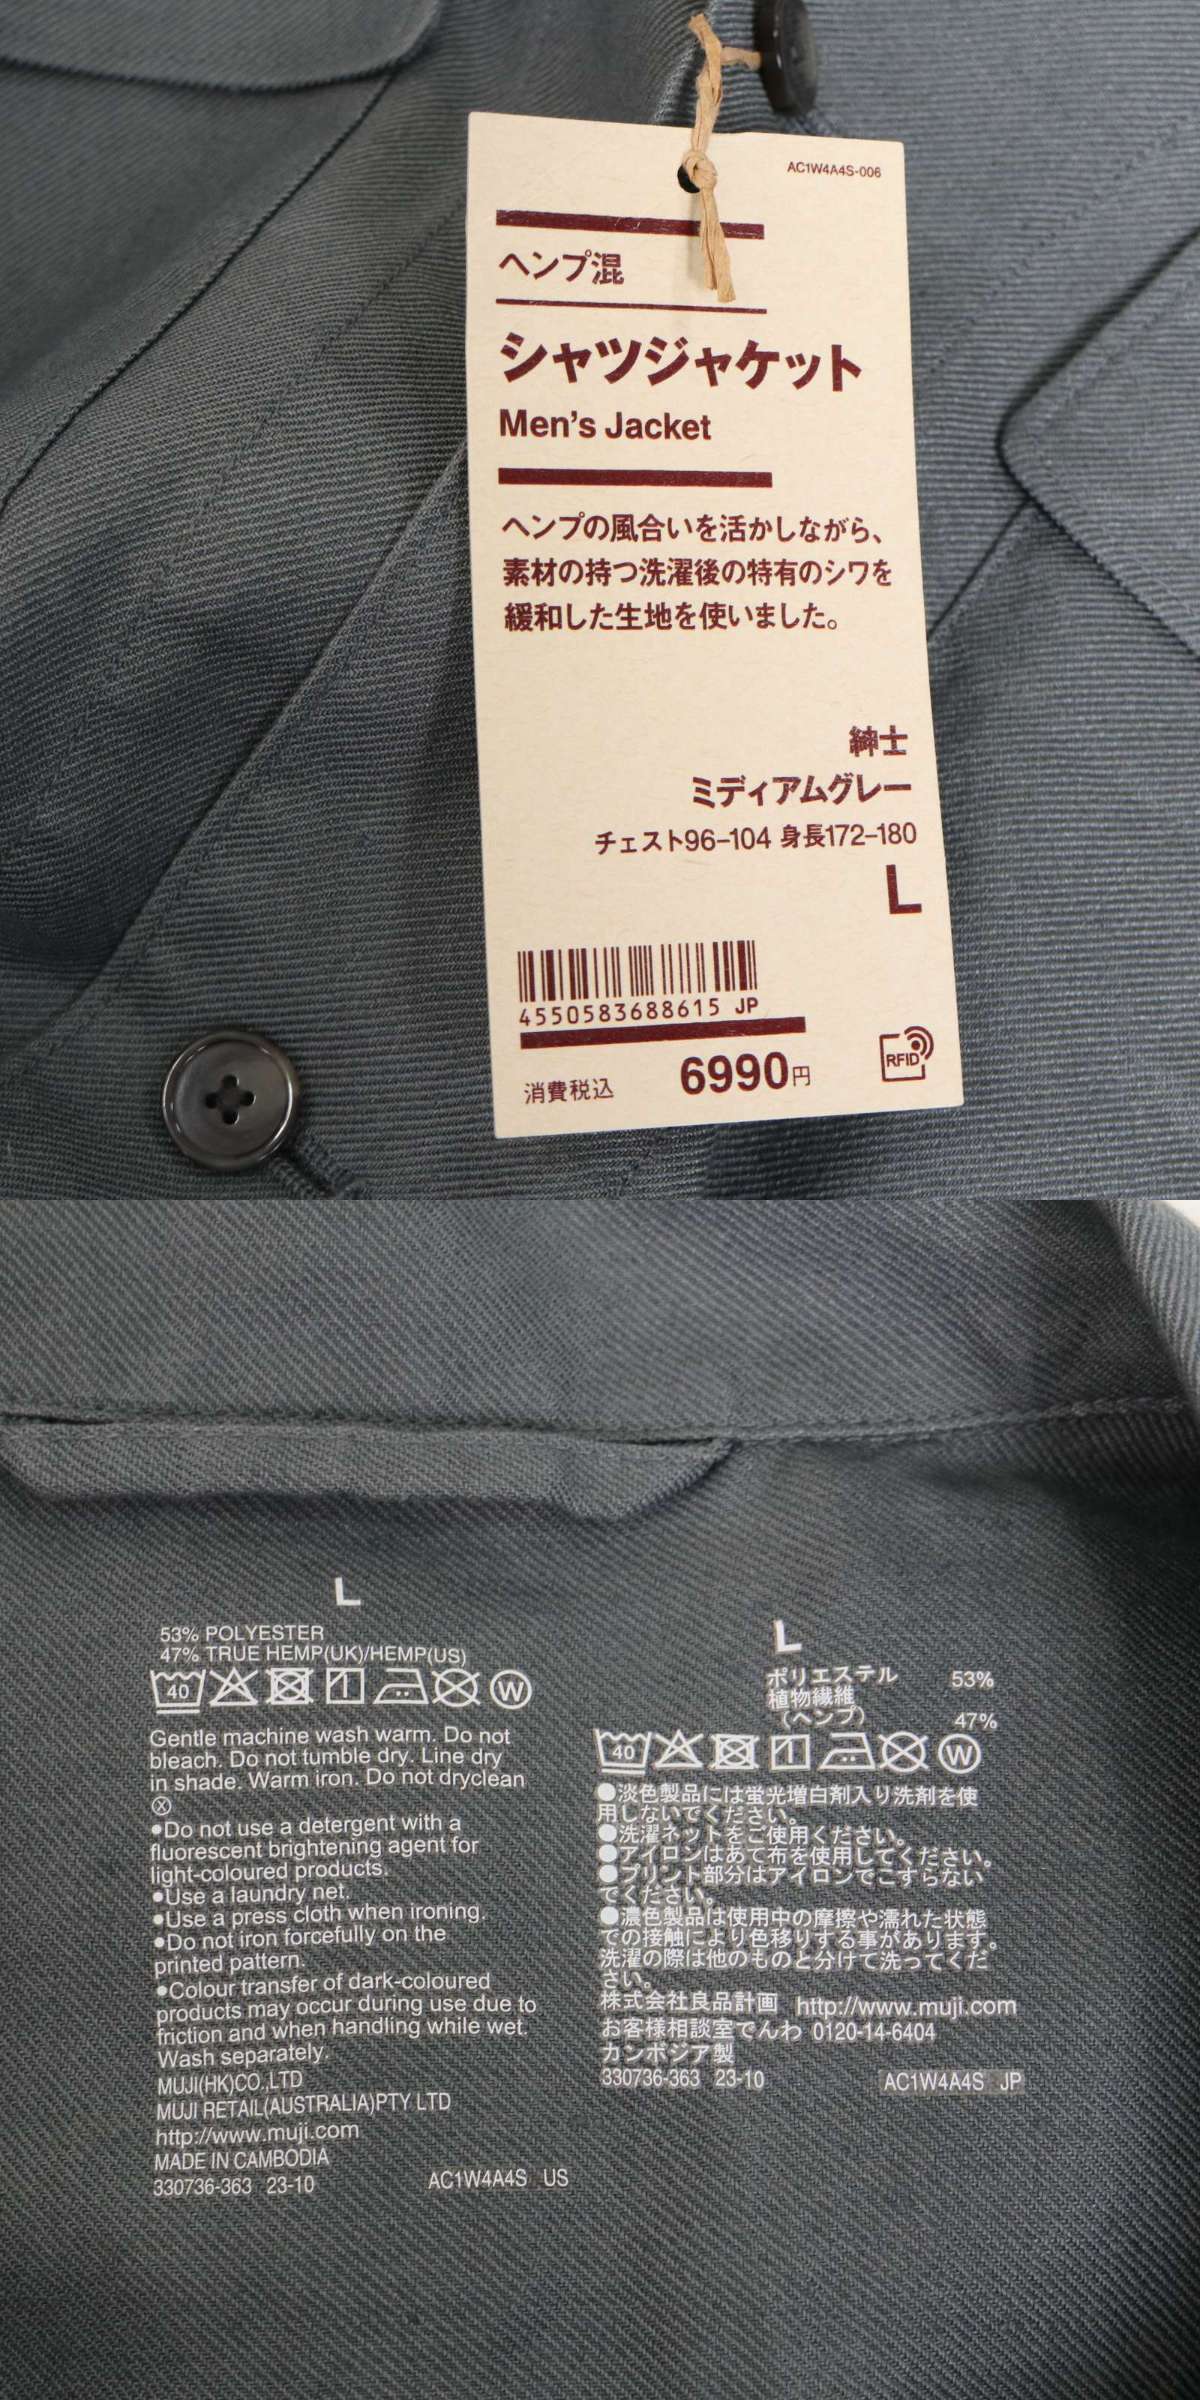 AC1W4A4S-006
ヘンプ混
シャツジャケット
Men's Jacket
ヘンプの風合いを活かしながら、
素材の持つ洗濯後の特有のシワを
緩和した生地を使いました。
紳士
ミディアムグレー
チェスト96-104 身長172-180
L
4550583688615 JP
消費税込 6990円
RFID
L
53% POLYESTER
47% TRUE HEMP(UK)/HEMP(US)
40 W
Gentle machine wash warm. Do not
bleach. Do not tumble dry. Line dry
in shade. Warm iron. Do not dryclean
Ⓧ
●Do not use a detergent with a
fluorescent brightening agent for
light-coloured products.
●Use a laundry net.
●Use a press cloth when ironing.
●Do not iron forcefully on the
printed pattern.
●Colour transfer of dark-coloured
products may occur during use due to
friction and when handling while wet.
Wash separately.
MUJI(HK)CO.,LTD
MUJI RETAIL(AUSTRALIA)PTY LTD
http://www.muji.com
MADE IN CAMBODIA
330736-363 23-10 AC1W4A4S US
L
ポリエステル 53%
植物繊維
（ヘンプ） 47%
40 W
●淡色製品には蛍光増白剤入り洗剤を使
用しないでください。
●洗濯ネットをご使用ください。
●アイロンはあて布を使用してください。
●プリント部分はアイロンでこすらない
でください。
●濃色製品は使用中の摩擦や濡れた状態
での接触により色移りする事があります。
洗濯の際は他のものと分けて洗ってくだ
さい。
株式会社良品計画 http://www.muji.com
お客様相談室でんわ 0120-14-6404
カンボジア製
330736-363 23-10 AC1W4A4S JP